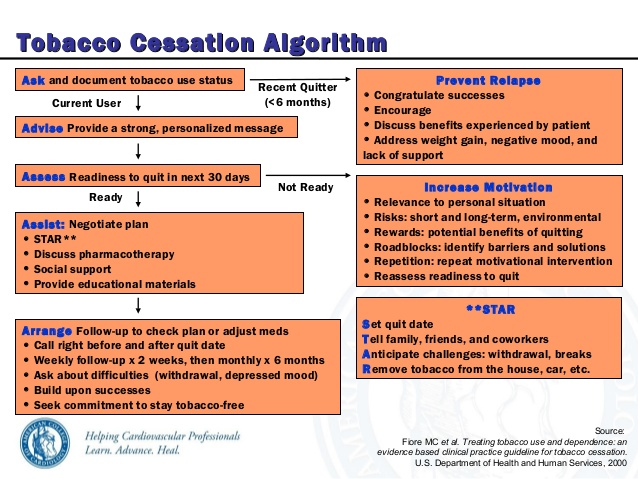 Tobacco Cessation Algorithm
Ask and document tobacco use status
Recent Quitter
(<6 months)
Prevent Relapse
• Congratulate successes
• Encourage
• Discuss benefits experienced by patient
• Address weight gain, negative mood, and
lack of support
Current User
Advise Provide a strong, personalized message
Assess Readiness to quit in next 30 days
Not Ready
Increase Motivation
• Relevance to personal situation
• Risks: short and long-term, environmental
• Rewards: potential benefits of quitting
• Roadblocks: identify barriers and solutions
• Repetition: repeat motivational intervention
• Reassess readiness to quit
Ready
Assist: Negotiate plan
• STAR**
• Discuss pharmacotherapy
• Social support
• Provide educational materials
**STAR
Set quit date
Tell family, friends, and coworkers
Anticipate challenges: withdrawal, breaks
Remove tobacco from the house, car, etc.
Arrange Follow-up to check plan or adjust meds
• Call right before and after quit date
• Weekly follow-up x 2 weeks, then monthly x 6 months
• Ask about difficulties (withdrawal, depressed mood)
• Build upon successes
• Seek commitment to stay tobacco-free
Helping Cardiovascular Professionals
Learn. Advance. Heal.
Source:
Fiore MC et al. Treating tobacco use and dependence: an
evidence based clinical practice guideline for tobacco cessation.
U.S. Department of Health and Human Services, 2000